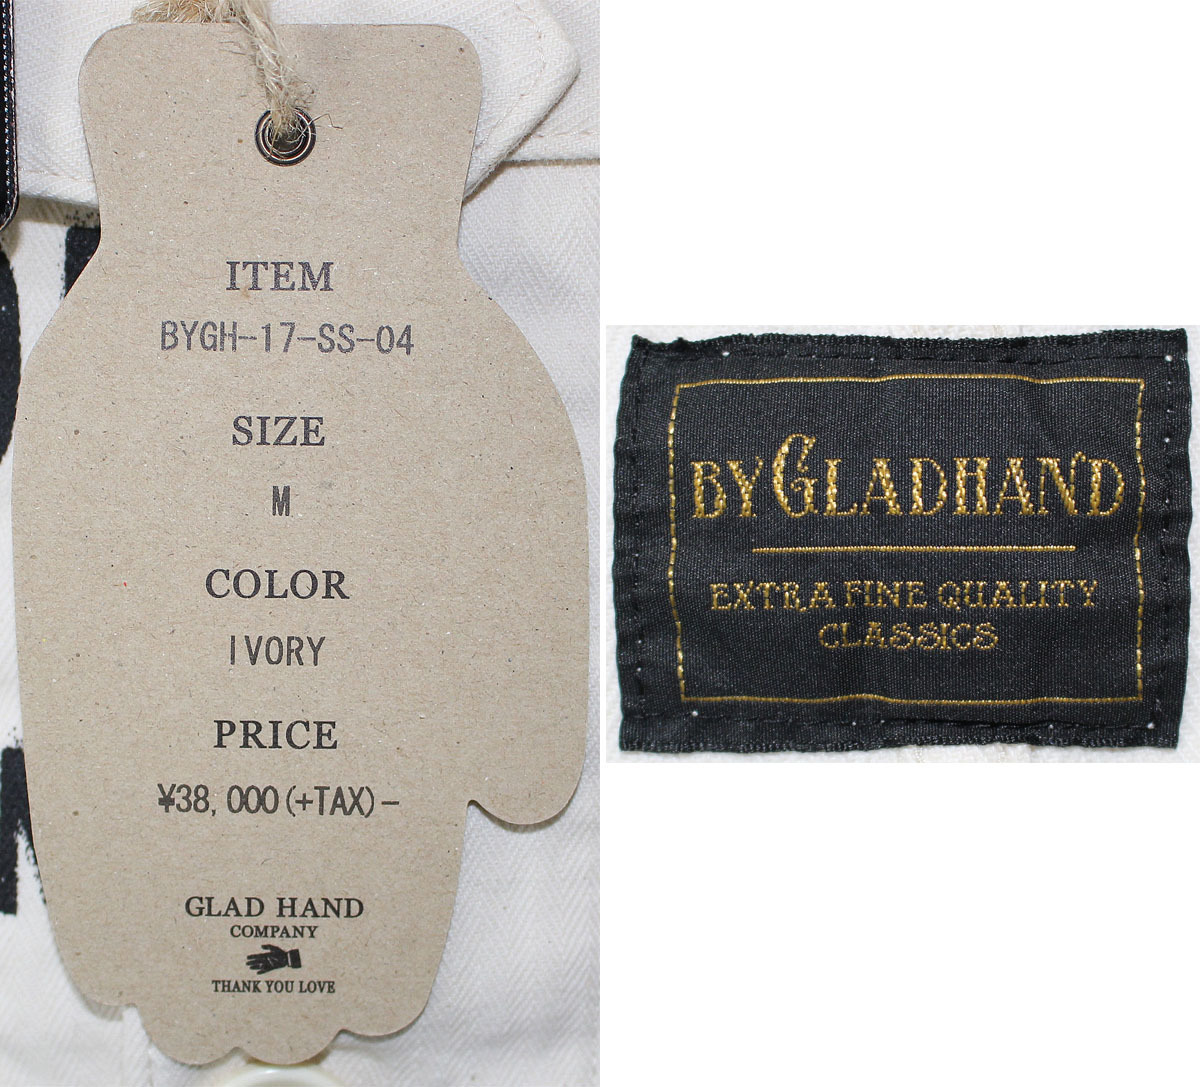 ITEM
BYGH-17-SS-04
SIZE
M
COLOR
IVORY
PRICE
¥38,000(+TAX)-
GLAD HAND
COMPANY
THANK YOU LOVE
BYGLADHAND
EXTRA FINE QUALITY
CLASSICS